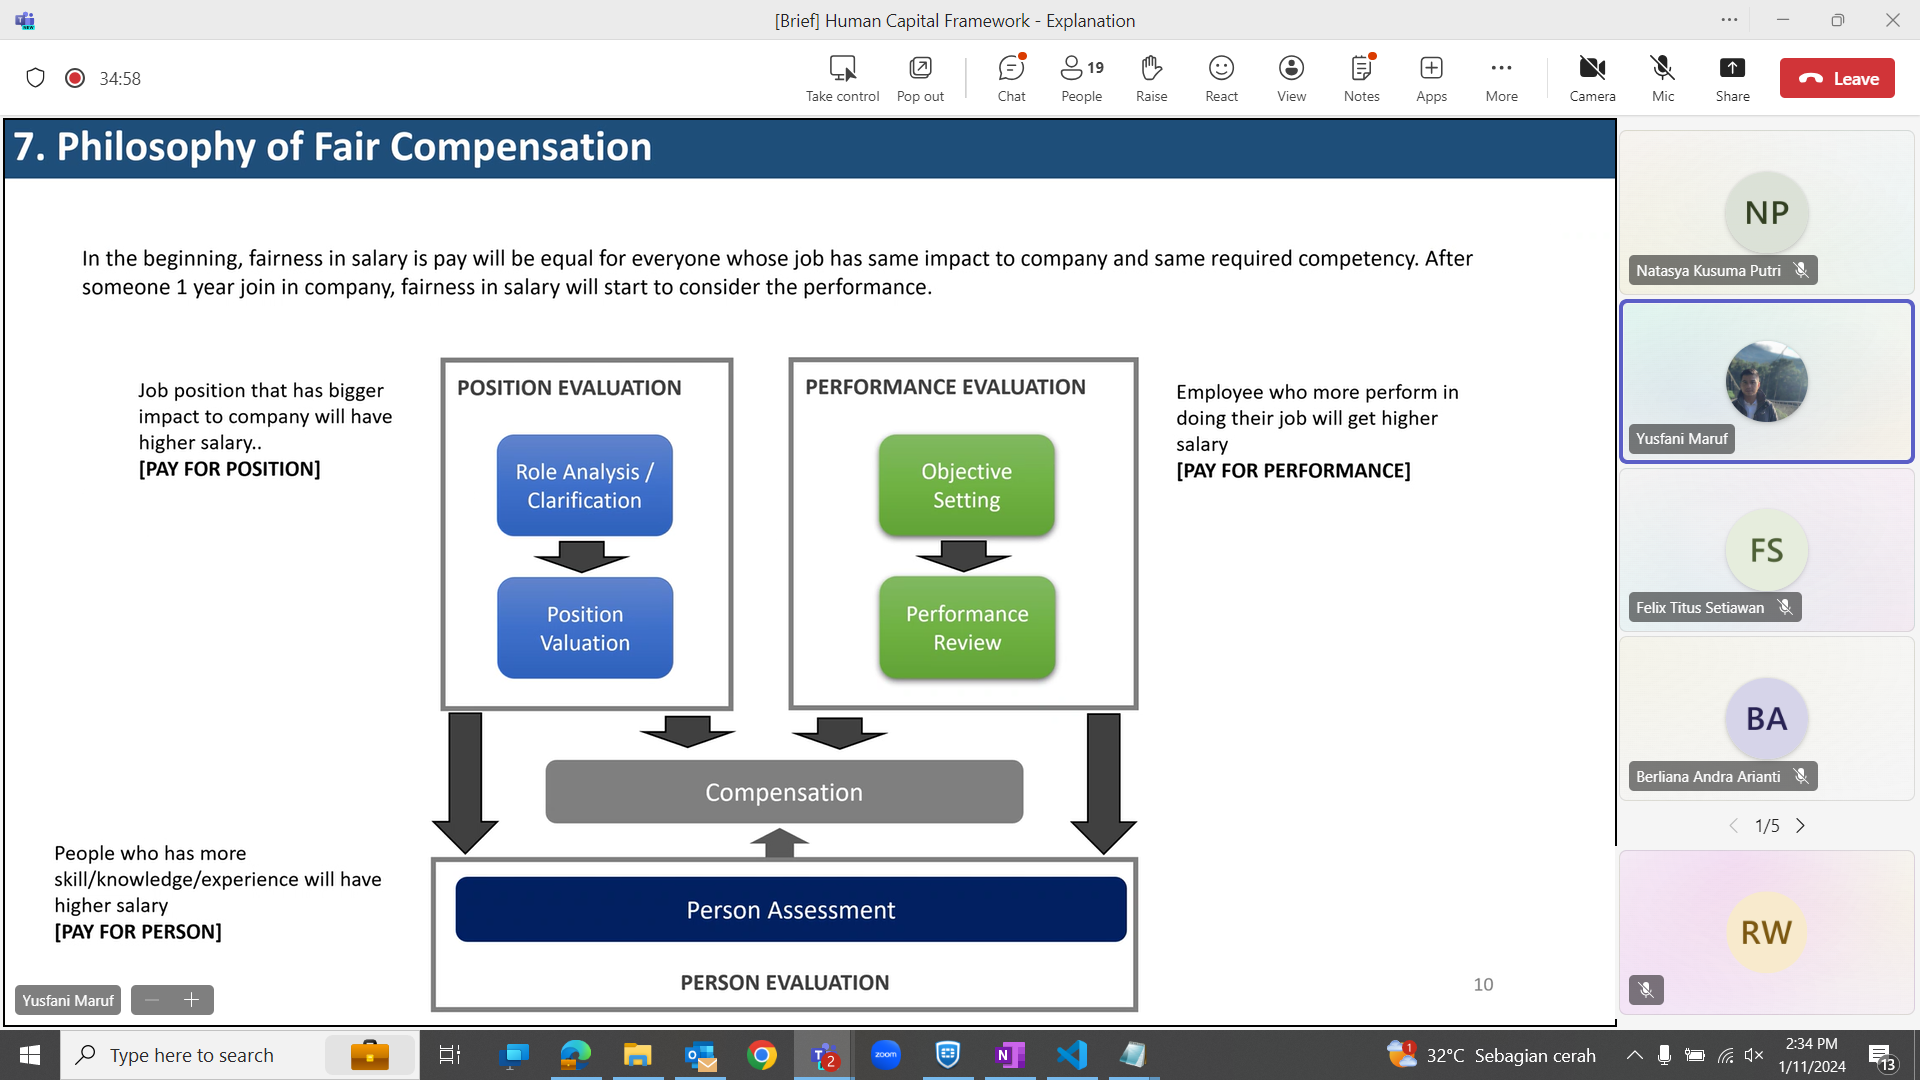 [Brief] Human Capital Framework - Explanation
34:58
Take control
Pop out
Chat
People
19
Raise
React
View
Notes
Apps
More
Camera
Mic
Share
Leave
7. Philosophy of Fair Compensation
In the beginning, fairness in salary is pay will be equal for everyone whose job has same impact to company and same required competency. After
someone 1 year join in company, fairness in salary will start to consider the performance.
Job position that has bigger
impact to company will have
higher salary..
[PAY FOR POSITION]
POSITION EVALUATION
Role Analysis /
Clarification
Position
Valuation
PERFORMANCE EVALUATION
Objective
Setting
Performance
Review
Employee who more perform in
doing their job will get higher
salary
[PAY FOR PERFORMANCE]
Compensation
People who has more
skill/knowledge/experience will have
higher salary
[PAY FOR PERSON]
Person Assessment
PERSON EVALUATION
10
Yusfani Maruf
NP
Natasya Kusuma Putri
Yusfani Maruf
FS
Felix Titus Setiawan
BA
Berliana Andra Arianti
1/5
RW
Type here to search
NEW
2
zoom
N
1
32°C Sebagian cerah
2:34 PM
1/11/2024
13